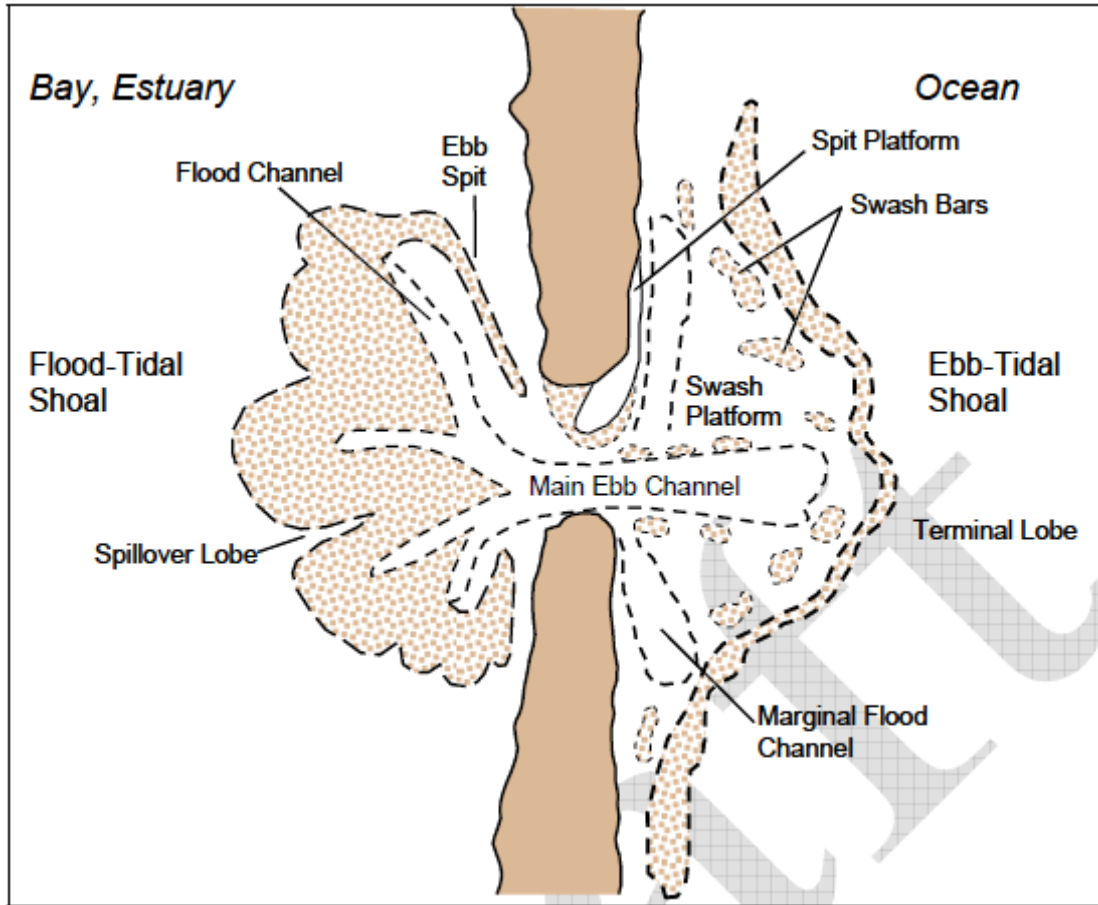 Bay, Estuary
Ocean
Ebb
Spit
Spit Platform
Flood Channel
Swash Bars
Flood-Tidal
Shoal
Ebb-Tidal
Shoal
Swash
Platform
Main Ebb Channel
Terminal Lobe
Spillover Lobe
Marginal Flood
Channel